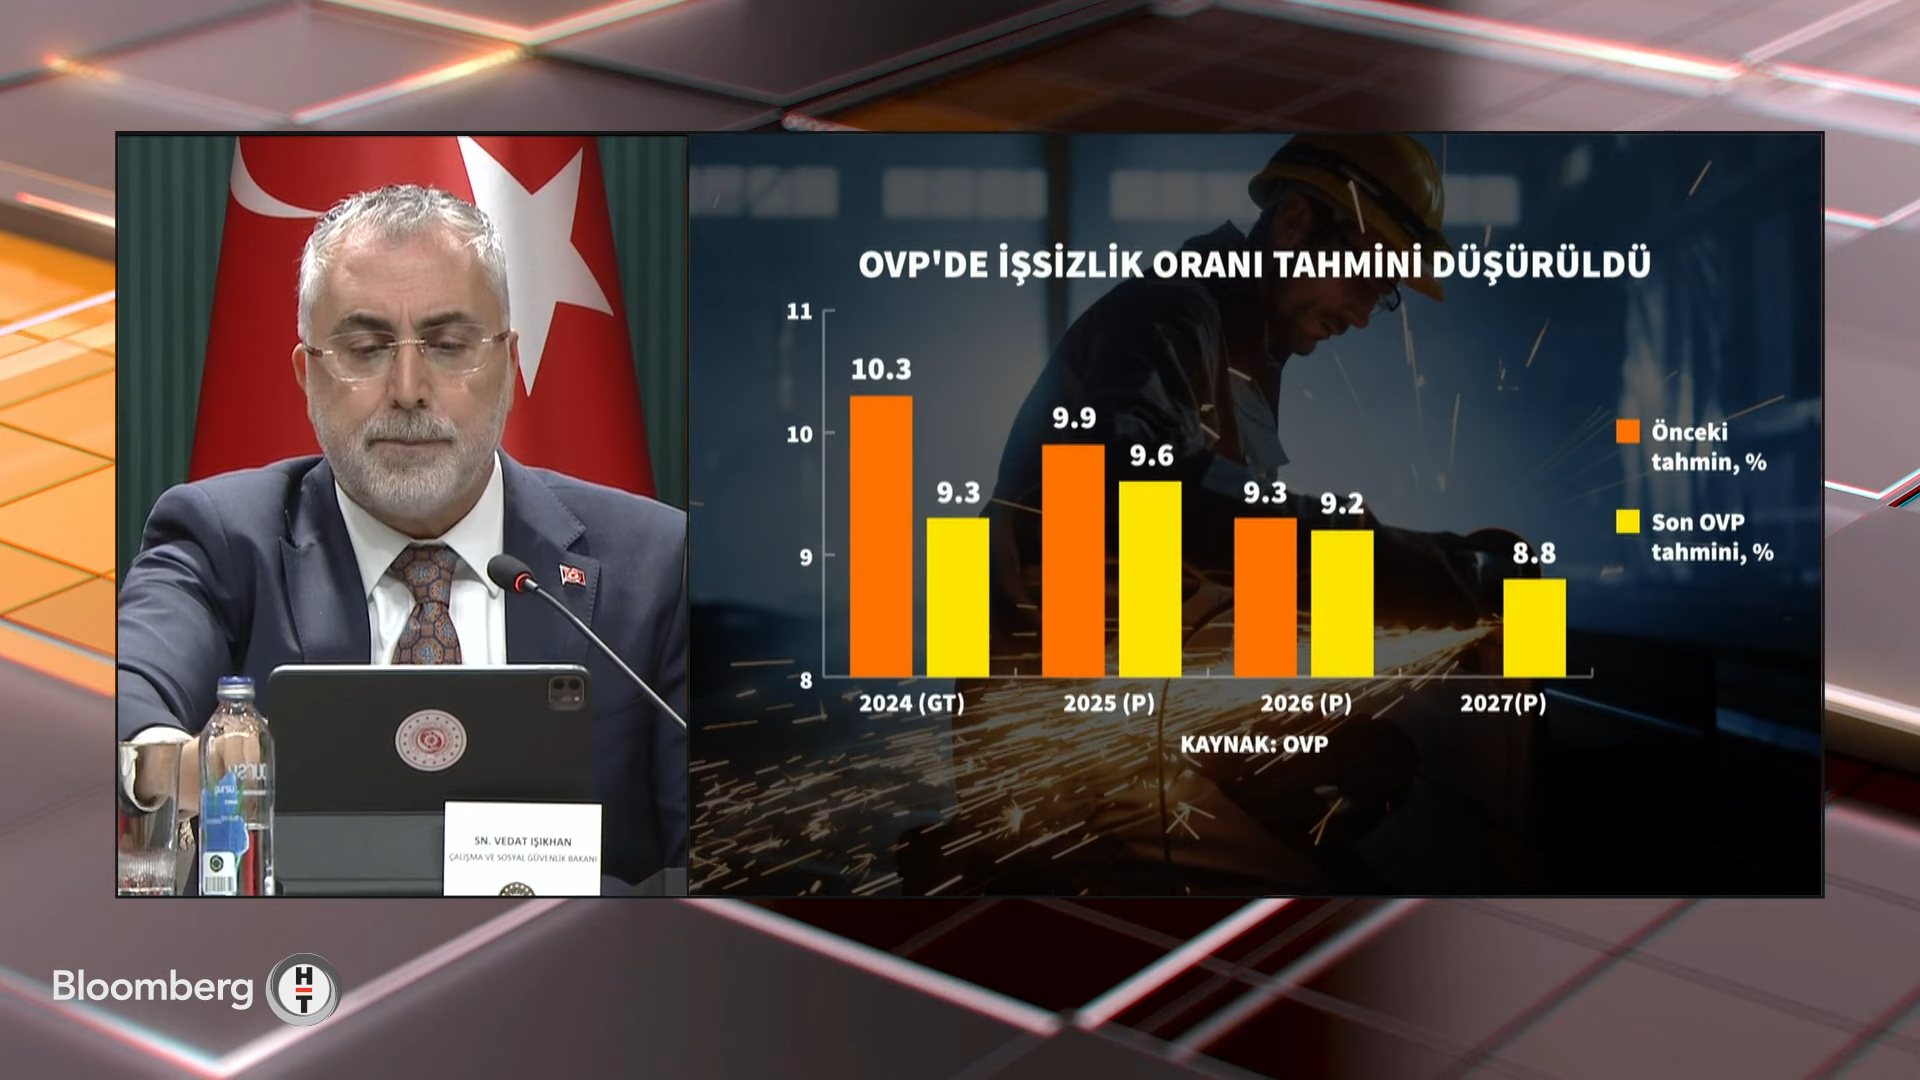 OVP'DE İŞSİZLİK ORANI TAHMİNİ DÜŞÜRÜLDÜ
11
10
9
8
10.3
9.3
9.9
9.6
9.3
9.2
8.8
2024 (GT)
2025 (P)
2026 (P)
2027(P)
KAYNAK: OVP
Önceki
tahmin, %
Son OVP
tahmini, %
SN. VEDAT IŞIKHAN
ÇALIŞMA VE SOSYAL GÜVENLİK BAKANI
Bloomberg HT